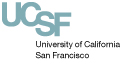 UCSF
University of California
San Francisco